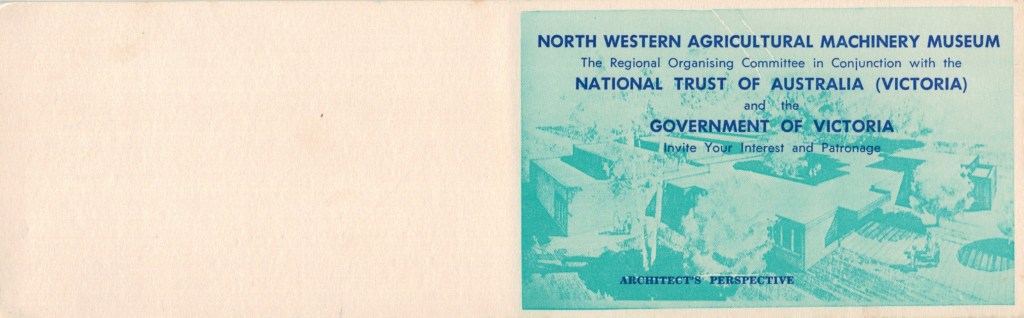 NORTH WESTERN AGRICULTURAL MACHINERY MUSEUM
The Regional Organising Committee in Conjunction with the
NATIONAL TRUST OF AUSTRALIA (VICTORIA)
and the
GOVERNMENT OF VICTORIA
Invite Your Interest and Patronage
ARCHITECT'S PERSPECTIVE